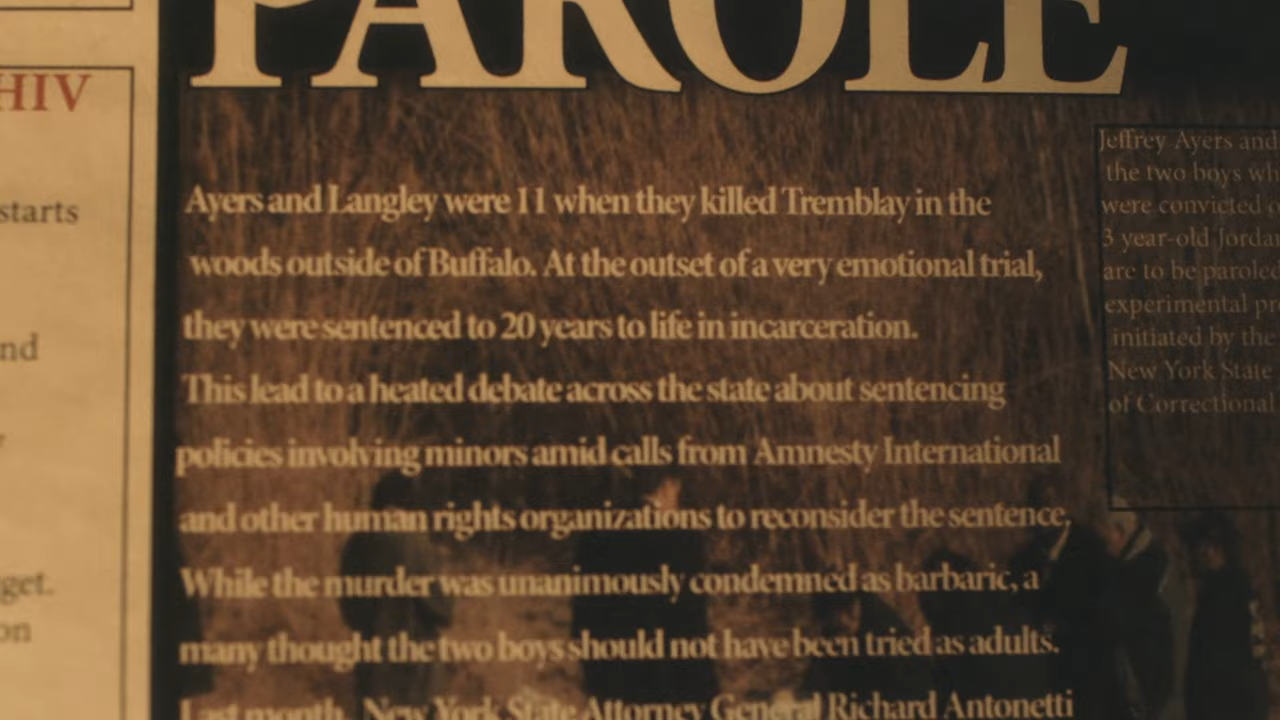 HIV
starts
nd
get.
on
PAROLE
Ayers and Langley were 11 when they killed Tremblay in the
woods outside of Buffalo. At the outset of a very emotional trial,
they were sentenced to 20 years to life in incarceration.
This lead to a heated debate across the state about sentencing
policies involving minors amid calls from Amnesty International
and other human rights organizations to reconsider the sentence.
While the murder was unanimously condemned as barbaric, a
many thought the two boys should not have been tried as adults.
Last month, New York State Attorney General Richard Antonetti
Jeffrey Ayers and
the two boys wh
were convicted o
3 year-old Jordan
are to be paroled
experimental pr
initiated by the
New York State
of Correctional